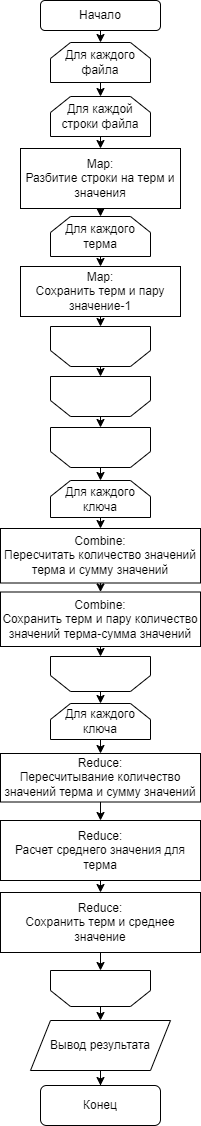 Начало
Для каждого
файла
Для каждой
строки файла
Map:
Разбитие строки на терм и
значения
Для каждого
терма
Map:
Сохранить терм и пару
значение-1
Для каждого
ключа
Combine:
Пересчитать количество значений
терма и сумму значений
Combine:
Сохранить терм и пару количество
значений терма-сумма значений
Для каждого
ключа
Reduce:
Пересчитывание количество
значений терма и сумму значений
Reduce:
Расчет среднего значения для
терма
Reduce:
Сохранить терм и среднее
значение
Вывод результата
Конец